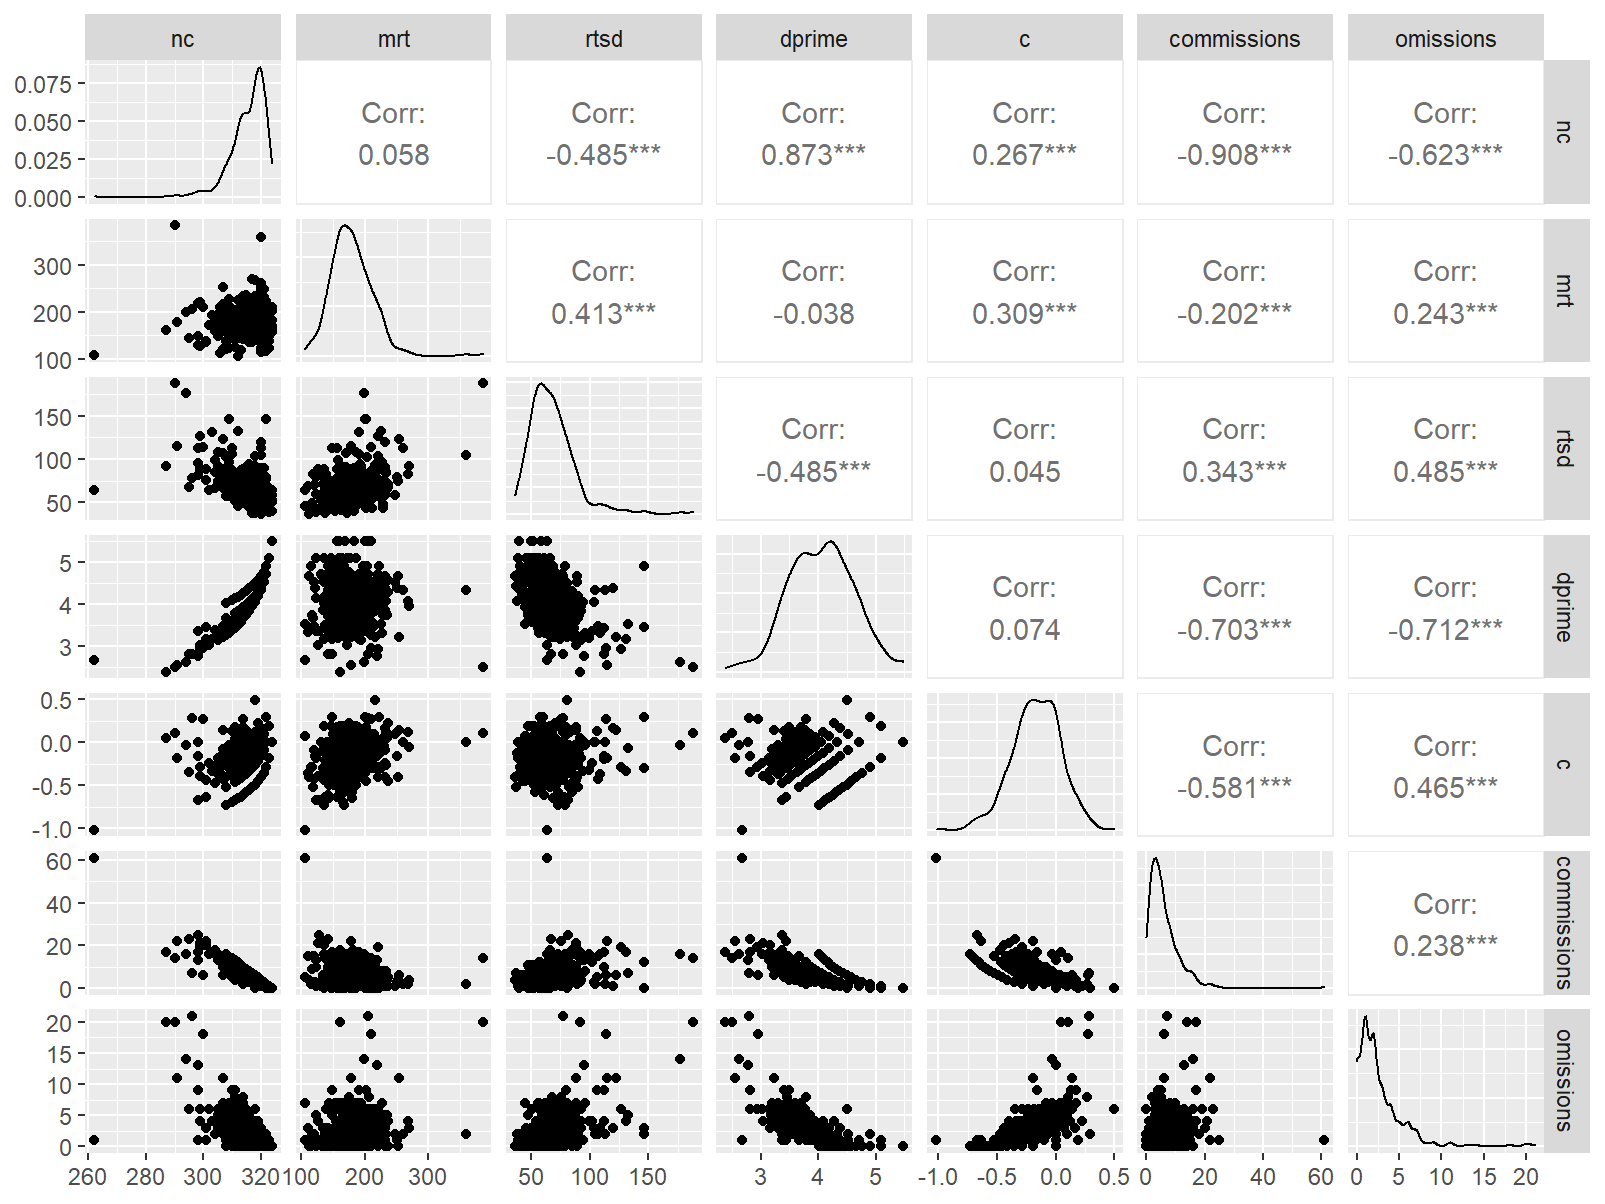 nc mrt rtsd dprime c commissions omissions
0.075
0.050
0.025
0.000
Corr: Corr: Corr: Corr: Corr: Corr:
0.058 -0.485*** 0.873*** 0.267*** -0.908*** -0.623***
nc
300
200
100
Corr: Corr: Corr: Corr: Corr:
0.413*** -0.038 0.309*** -0.202*** 0.243***
mrt
150
100
50
Corr: Corr: Corr: Corr:
-0.485*** 0.045 0.343*** 0.485***
rtsd
5
4
3
Corr: Corr: Corr:
0.074 -0.703*** -0.712***
dprime
0.5
0.0
-0.5
-1.0
Corr: Corr:
-0.581*** 0.465***
c
60
40
20
0
Corr:
0.238***
commissions
20
15
10
5
0
omissions
260 280 300 320 100 200 300 50 100 150 3 4 5 -1.0 -0.5 0.0 0.5 0 20 40 60 0 5 10 15 20